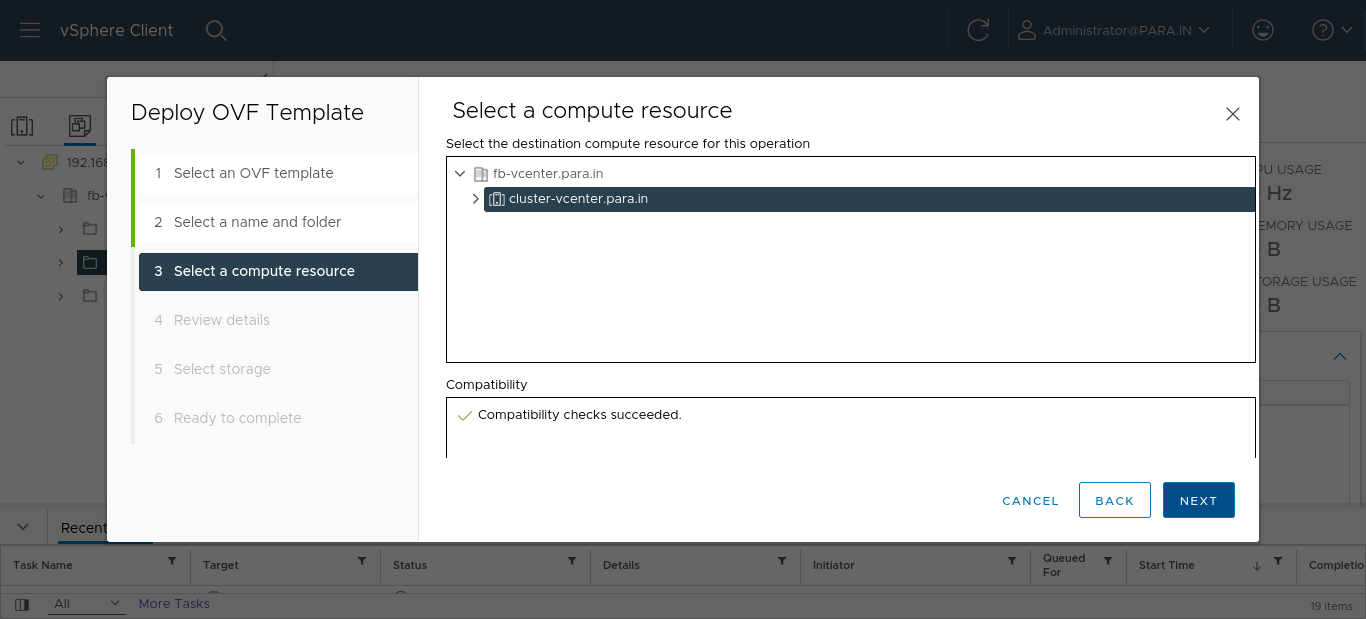 vSphere Client
Administrator@PARA.IN
Deploy OVF Template
1 Select an OVF template
2 Select a name and folder
3 Select a compute resource
4 Review details
5 Select storage
6 Ready to complete
Select a compute resource
Select the destination compute resource for this operation
fb-vcenter.para.in
cluster-vcenter.para.in
Compatibility
Compatibility checks succeeded.
CANCEL
BACK
NEXT
192.168
fb-v
PU USAGE
Hz
EMORY USAGE
B
TORAGE USAGE
B
Recent
Task Name
Target
Status
Details
Initiator
Queued
For
Start Time
Completio
All
More Tasks
19 items